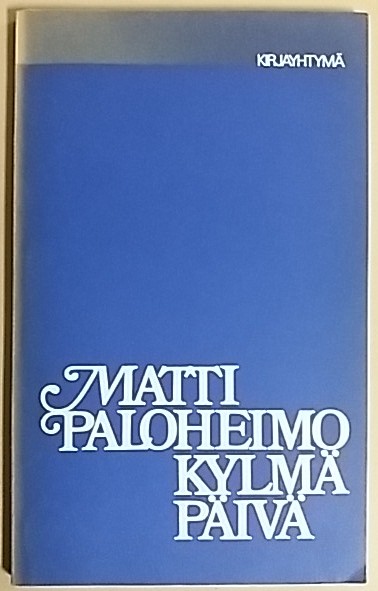 KIRJAYHTYMÄ
MATTI
PALOHEIMO
KYLMÄ
PÄIVÄ